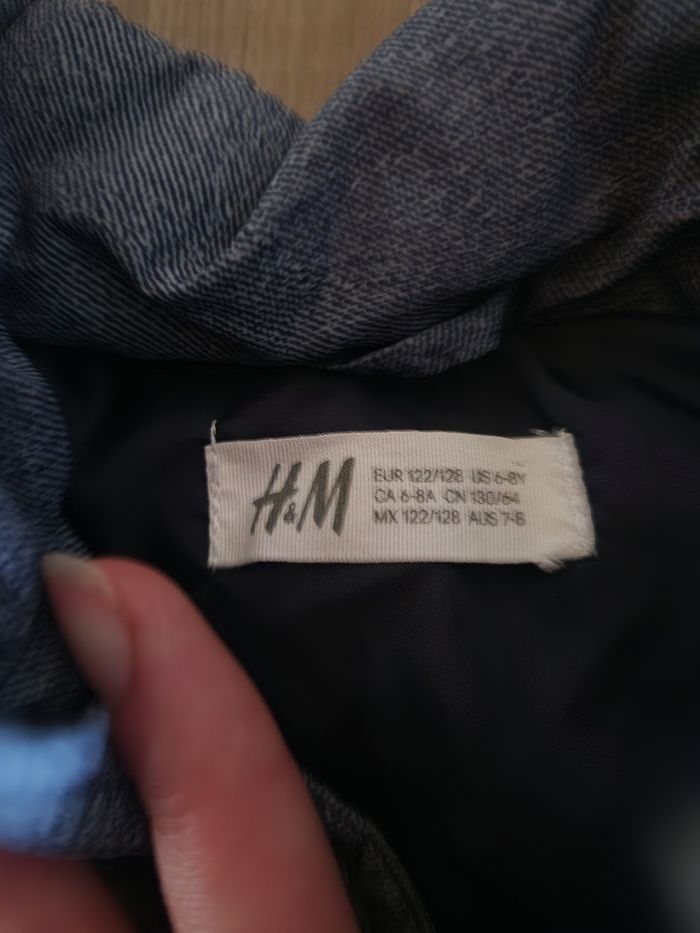 H&M
EUR 122/128 US 6-8Y
CA 6-8A CN 130/64
MX 122/128 AUS 7-8